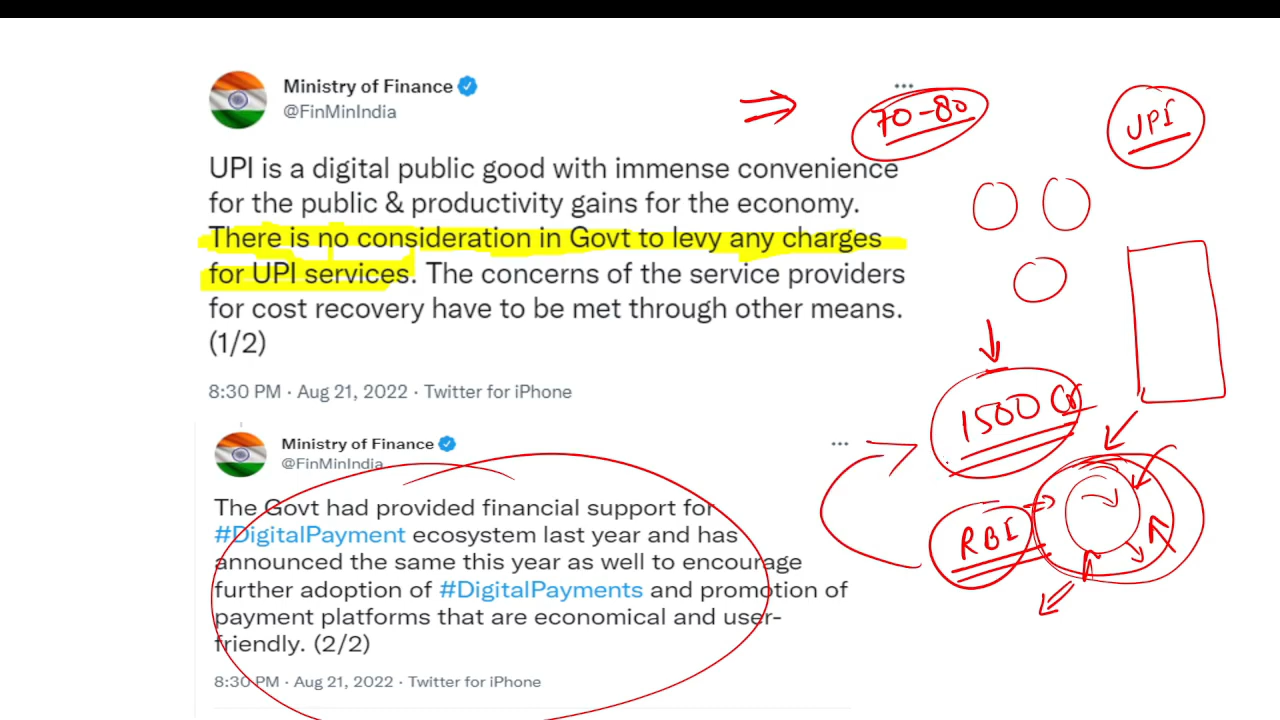 Ministry of Finance
@FinMinIndia
UPI is a digital public good with immense convenience
for the public & productivity gains for the economy.
There is no consideration in Govt to levy any charges
for UPI services. The concerns of the service providers
for cost recovery have to be met through other means.
(1/2)
8:30 PM · Aug 21, 2022 · Twitter for iPhone
Ministry of Finance
@FinMinIndia
The Govt had provided financial support for
#DigitalPayment ecosystem last year and has
announced the same this year as well to encourage
further adoption of #DigitalPayments and promotion of
payment platforms that are economical and user-
friendly. (2/2)
8:30 PM · Aug 21, 2022 · Twitter for iPhone
70-80
UPI
1500 Cr
RBI